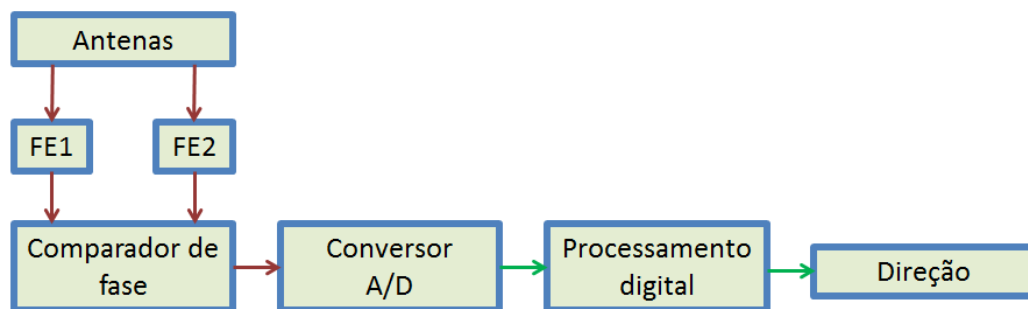 Antenas
FE1
FE2
Comparador de
fase
Conversor
A/D
Processamento
digital
Direção